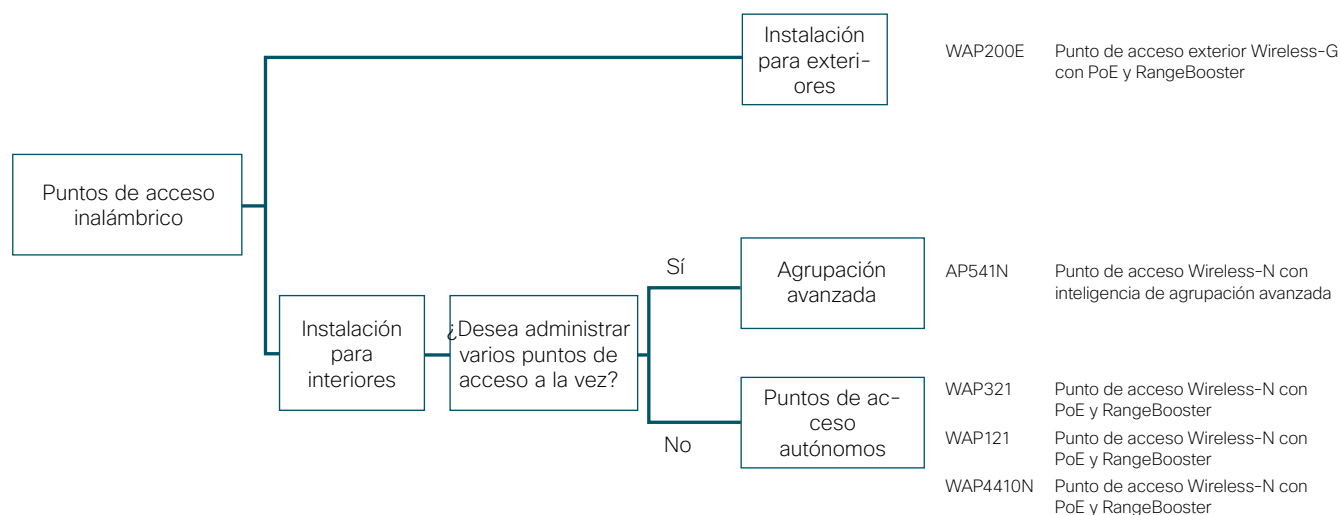 Instalación
para exteri-
ores
WAP200E
Punto de acceso exterior Wireless-G
con PoE y RangeBooster
Puntos de acceso
inalámbrico
Instalación
para
interiores
¿Desea administrar
varios puntos de
acceso a la vez?
Sí
Agrupación
avanzada
AP541N
Punto de acceso Wireless-N con
inteligencia de agrupación avanzada
No
Puntos de ac-
ceso
autónomos
WAP321
Punto de acceso Wireless-N con
PoE y RangeBooster
WAP121
Punto de acceso Wireless-N con
PoE y RangeBooster
WAP4410N
Punto de acceso Wireless-N con
PoE y RangeBooster